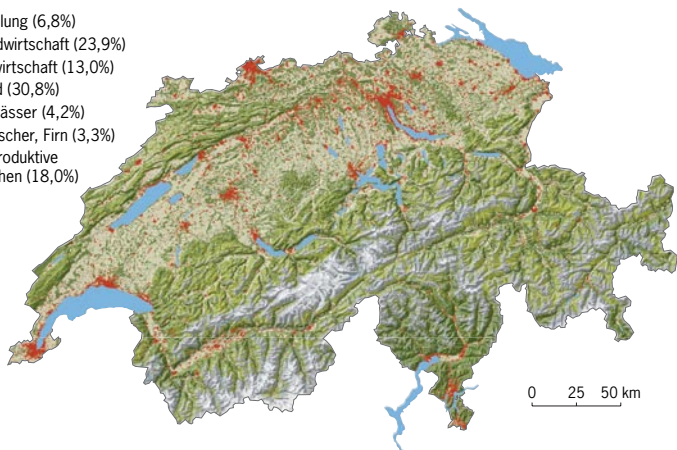 lung (6,8%)
dwirtschaft (23,9%)
wirtschaft (13,0%)
d (30,8%)
ässer (4,2%)
scher, Firn (3,3%)
roduktive
hen (18,0%)
0 25 50 km